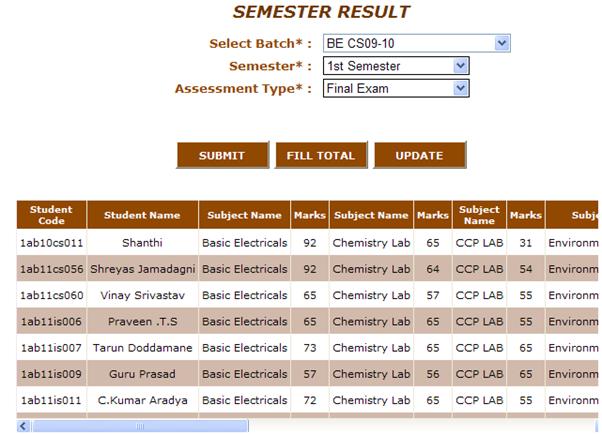 SEMESTER RESULT
Select Batch* : BE CS09-10
Semester* : 1st Semester
Assessment Type* : Final Exam
SUBMIT FILL TOTAL UPDATE
Student Code Student Name Subject Name Marks Subject Name Marks Subject Name Marks Subje
1ab10cs011 Shanthi Basic Electricals 92 Chemistry Lab 65 CCP LAB 31 Environm
1ab11cs056 Shreyas Jamadagni Basic Electricals 92 Chemistry Lab 64 CCP LAB 54 Environm
1ab11cs060 Vinay Srivastav Basic Electricals 65 Chemistry Lab 57 CCP LAB 55 Environm
1ab11is006 Praveen .T.S Basic Electricals 65 Chemistry Lab 65 CCP LAB 55 Environm
1ab11is007 Tarun Doddamane Basic Electricals 73 Chemistry Lab 65 CCP LAB 65 Environm
1ab11is009 Guru Prasad Basic Electricals 57 Chemistry Lab 56 CCP LAB 56 Environm
1ab11is011 C.Kumar Aradya Basic Electricals 72 Chemistry Lab 65 CCP LAB 55 Environm